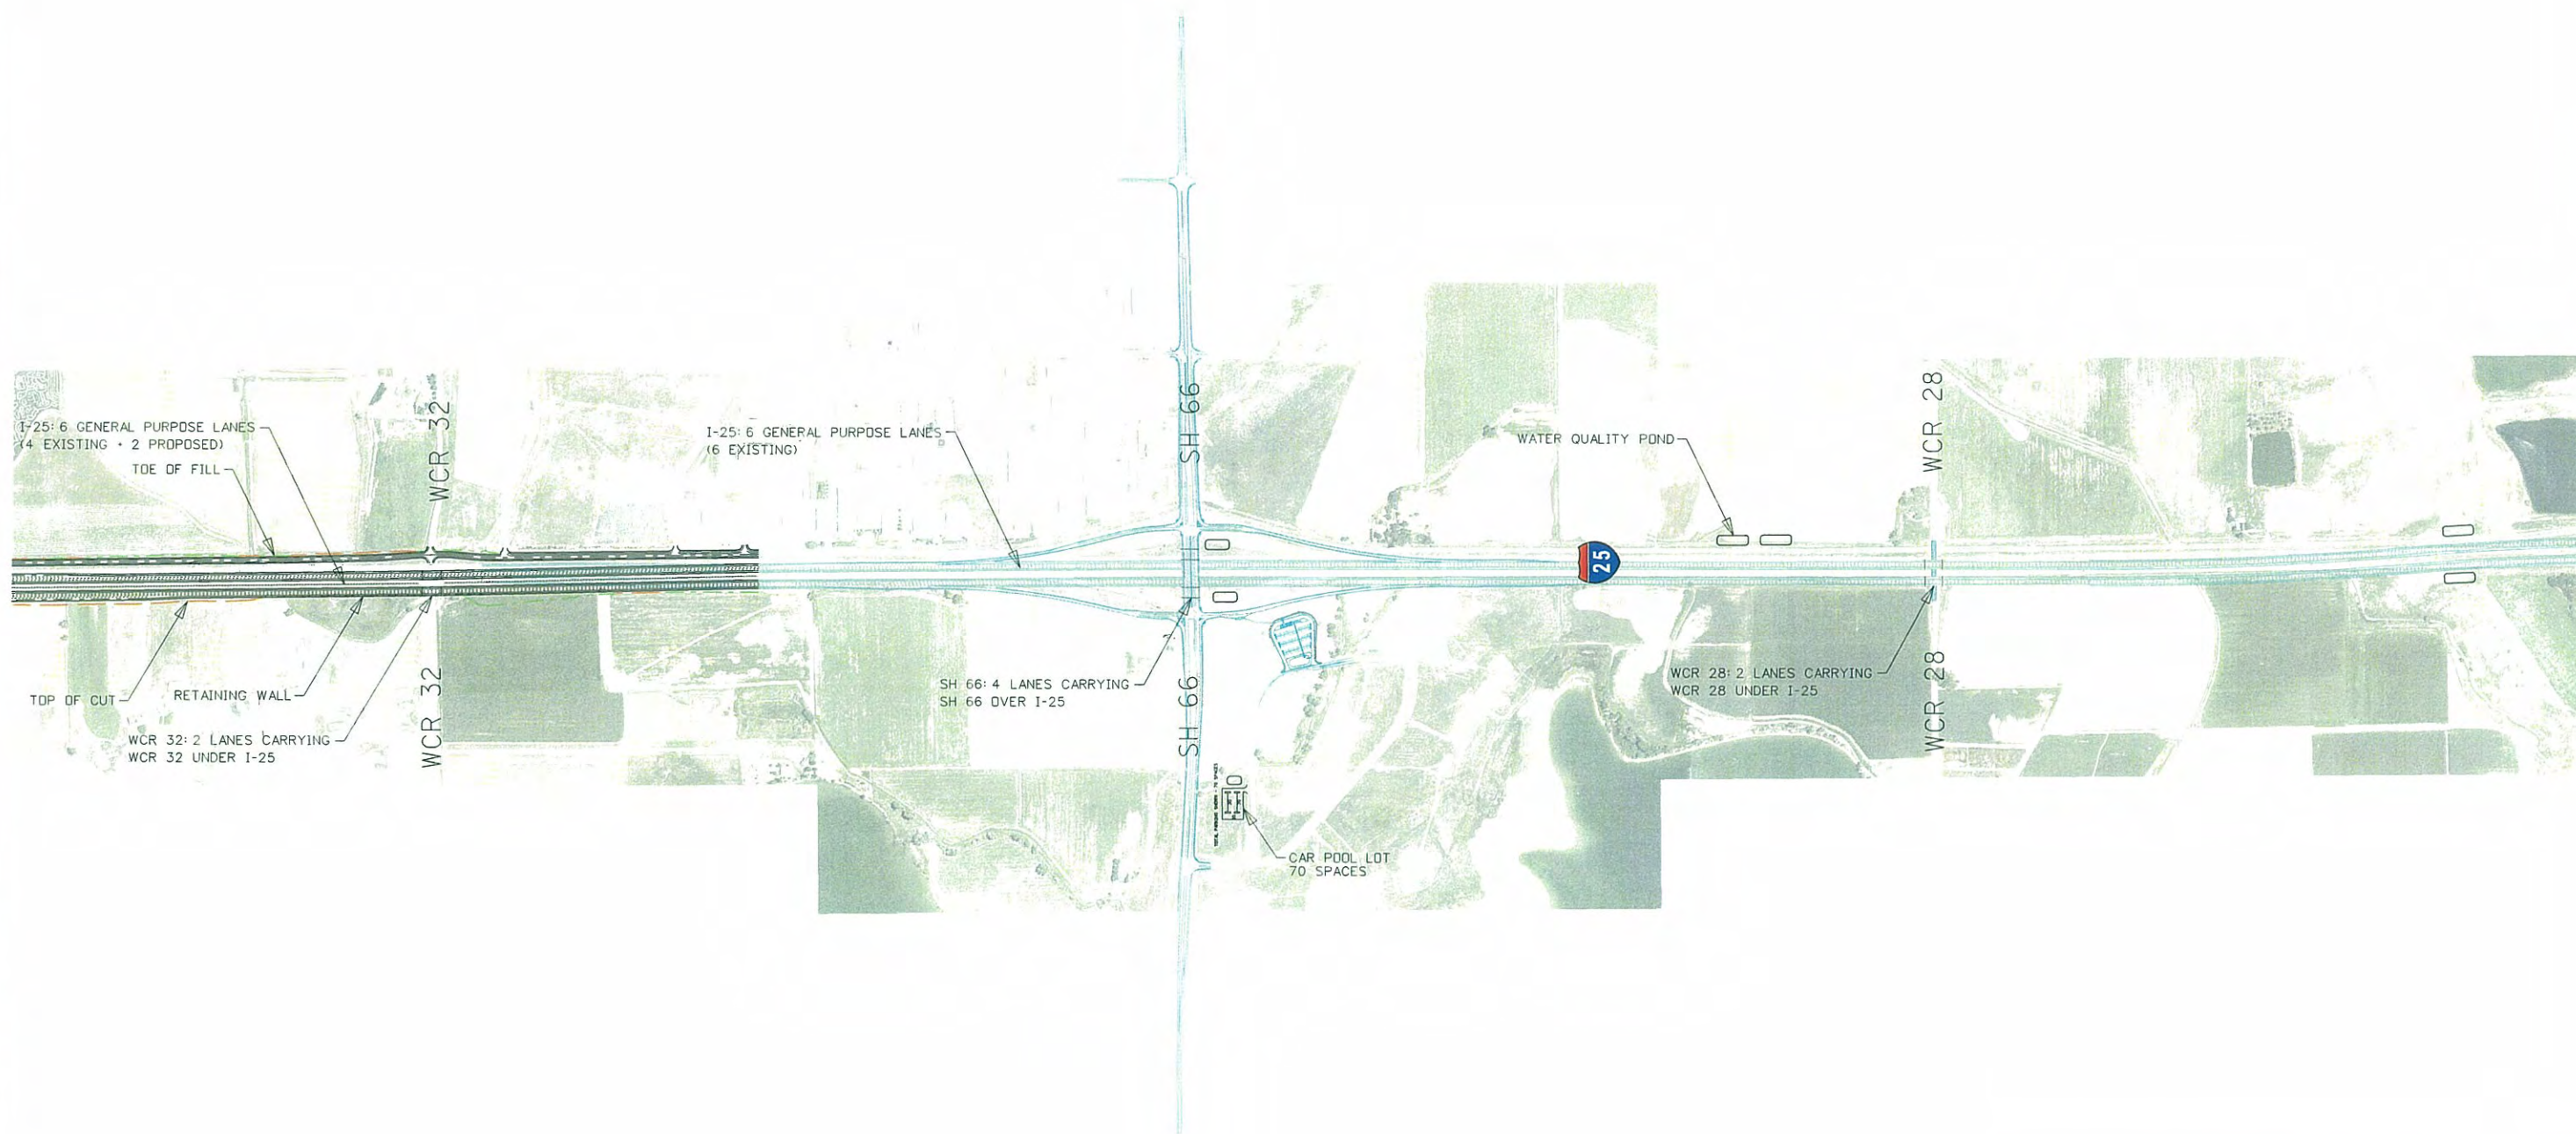 I-25: 6 GENERAL PURPOSE LANES
(4 EXISTING + 2 PROPOSED)
TOE OF FILL
WCR 32
I-25: 6 GENERAL PURPOSE LANES
(6 EXISTING)
SH 66
WATER QUALITY POND
WCR 28
25
TOP OF CUT
RETAINING WALL
WCR 32: 2 LANES CARRYING
WCR 32 UNDER I-25
WCR 32
SH 66: 4 LANES CARRYING
SH 66 OVER I-25
SH 66
WCR 28: 2 LANES CARRYING
WCR 28 UNDER I-25
WCR 28
CAR POOL LOT
70 SPACES